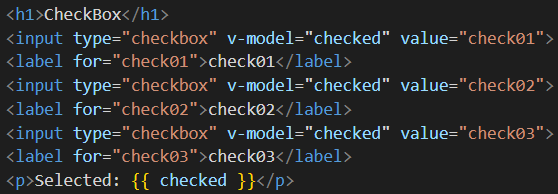 <h1>CheckBox</h1>
<input type="checkbox" v-model="checked" value="check01">
<label for="check01">check01</label>
<input type="checkbox" v-model="checked" value="check02">
<label for="check02">check02</label>
<input type="checkbox" v-model="checked" value="check03">
<label for="check03">check03</label>
<p>Selected: {{ checked }}</p>